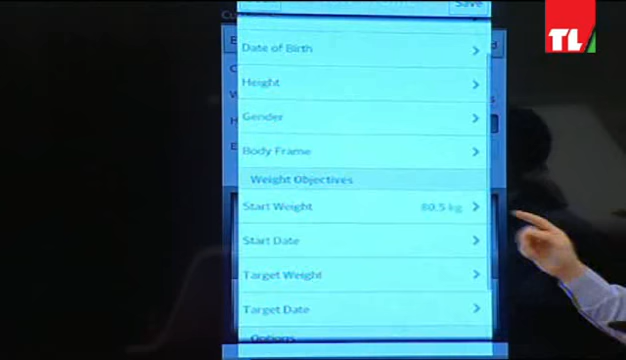 Save
Date of Birth
Height
Gender
Body Frame
Weight Objectives
Start Weight 80.5 kg
Start Date
Target Weight
Target Date
Options
TL